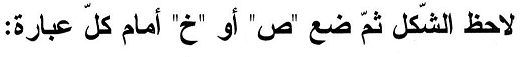 لاحظ الشّكل ثمّ ضع "ص" أو "خ" أمام كلّ عبارة: